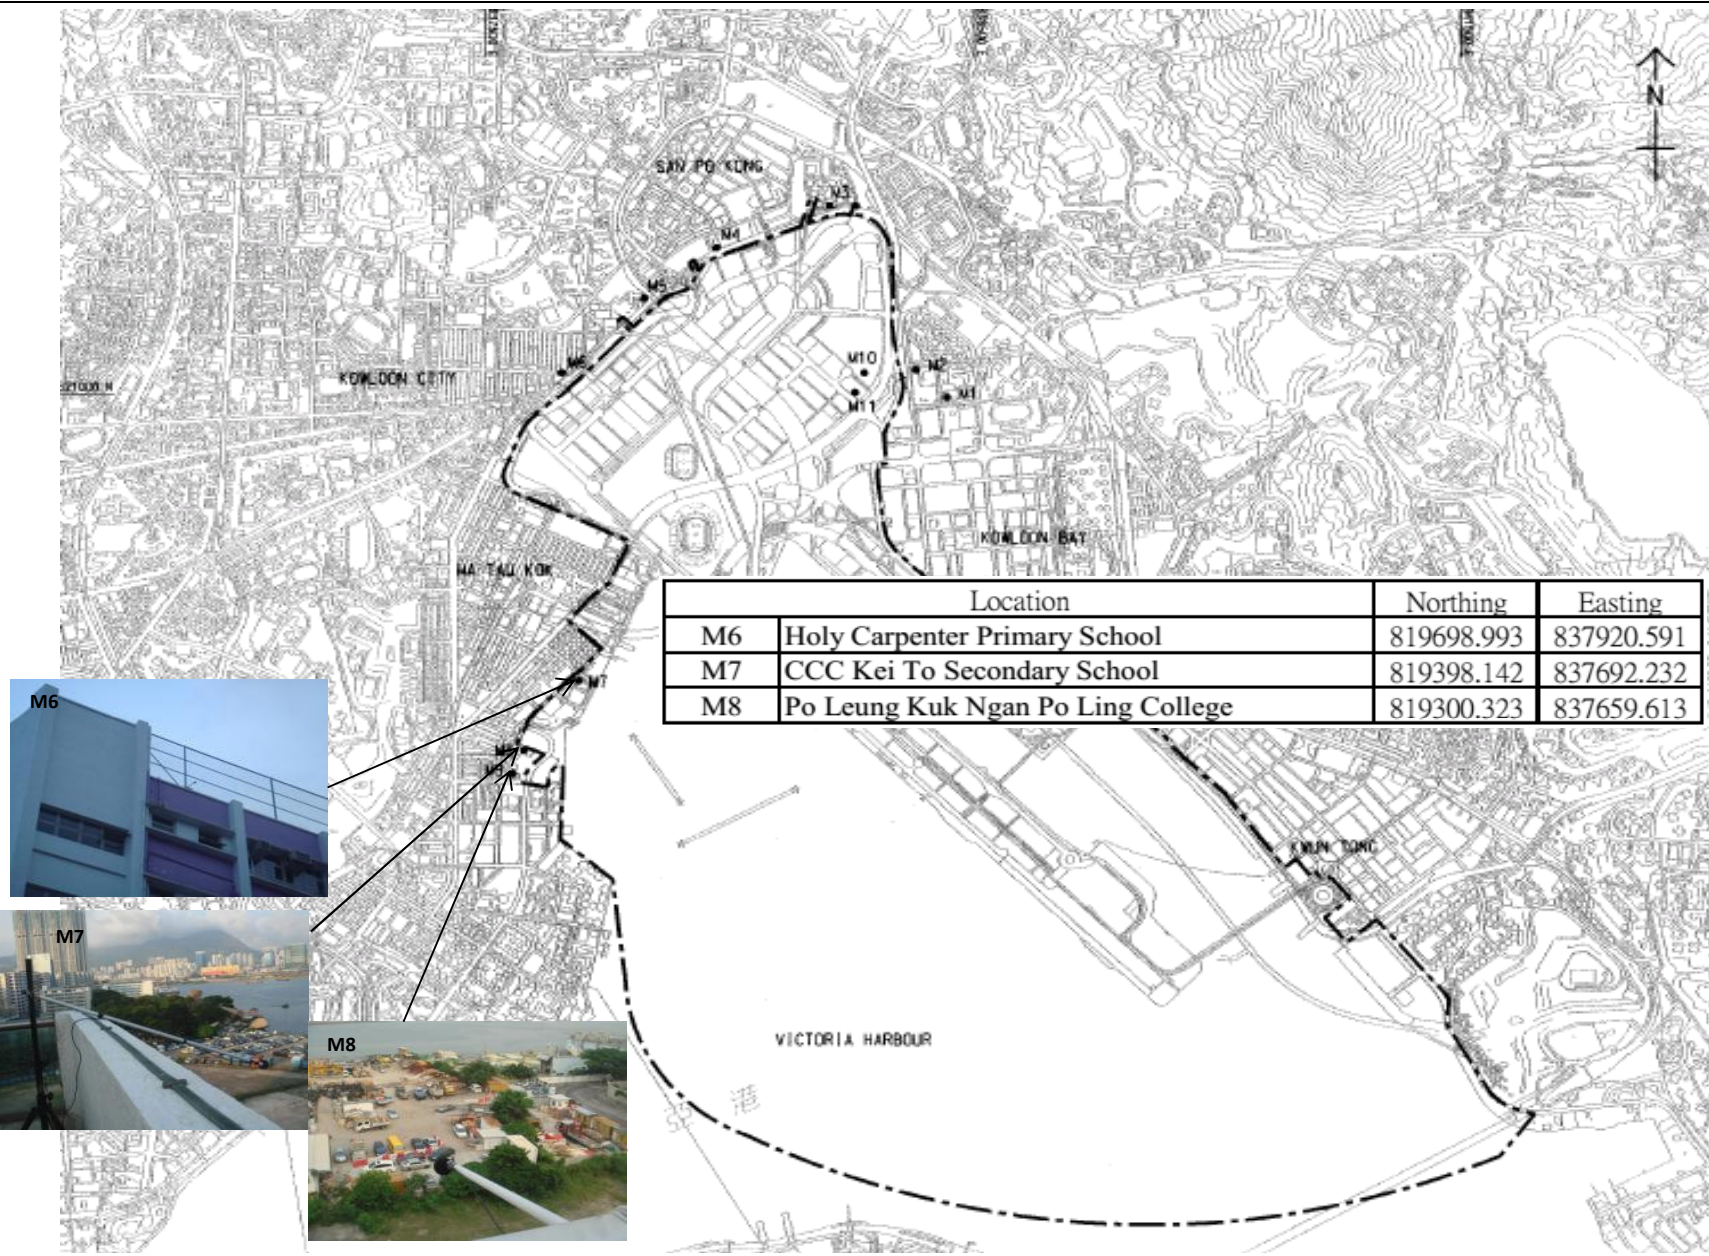 N
SAN PO KONG
M3
M4
M5
M6
KOWLOON CITY
M10
M2
M11
M1
KOWLOON BAY
MA TAU KOK
Location Northing Easting
M6 Holy Carpenter Primary School 819698.993 837920.591
M7 CCC Kei To Secondary School 819398.142 837692.232
M8 Po Leung Kuk Ngan Po Ling College 819300.323 837659.613
M7
M6
KWUN TONG
M7
VICTORIA HARBOUR
M8
港